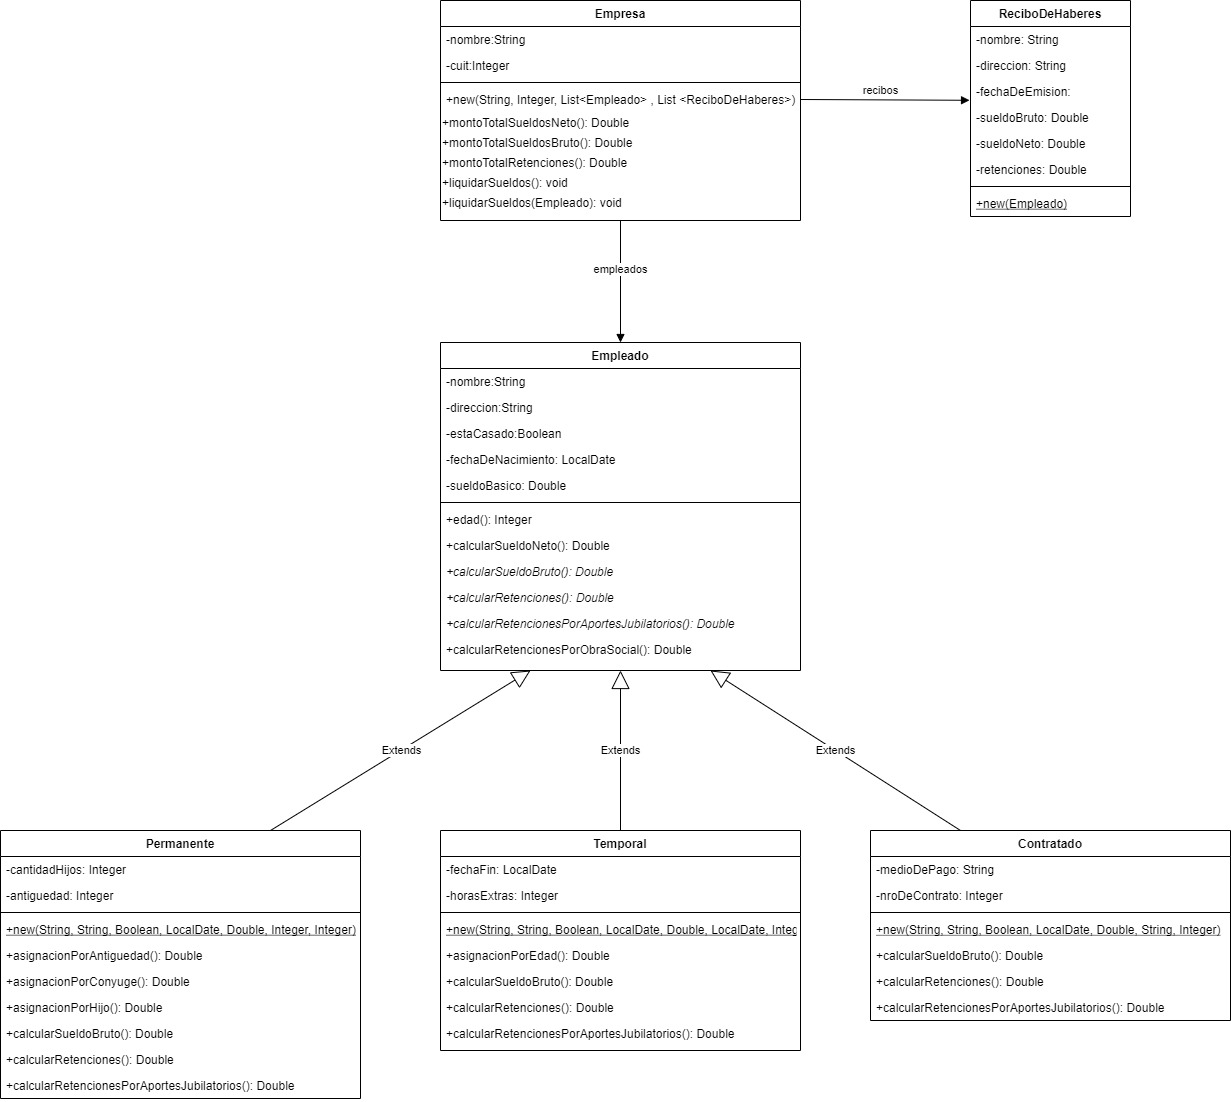 Empresa
-nombre:String
-cuit:Integer
+new(String, Integer, List<Empleado> , List <ReciboDeHaberes>)
+montoTotalSueldosNeto(): Double
+montoTotalSueldosBruto(): Double
+montoTotalRetenciones(): Double
+liquidarSueldos(): void
+liquidarSueldos(Empleado): void
recibos
ReciboDeHaberes
-nombre: String
-direccion: String
-fechaDeEmision:
-sueldoBruto: Double
-sueldoNeto: Double
-retenciones: Double
+new(Empleado)
empleados
Empleado
-nombre:String
-direccion:String
-estaCasado:Boolean
-fechaDeNacimiento: LocalDate
-sueldoBasico: Double
+edad(): Integer
+calcularSueldoNeto(): Double
+calcularSueldoBruto(): Double
+calcularRetenciones(): Double
+calcularRetencionesPorAportesJubilatorios(): Double
+calcularRetencionesPorObraSocial(): Double
Extends
Extends
Extends
Permanente
-cantidadHijos: Integer
-antiguedad: Integer
+new(String, String, Boolean, LocalDate, Double, Integer, Integer)
+asignacionPorAntiguedad(): Double
+asignacionPorConyuge(): Double
+asignacionPorHijo(): Double
+calcularSueldoBruto(): Double
+calcularRetenciones(): Double
+calcularRetencionesPorAportesJubilatorios(): Double
Temporal
-fechaFin: LocalDate
-horasExtras: Integer
+new(String, String, Boolean, LocalDate, Double, LocalDate, Integ
+asignacionPorEdad(): Double
+calcularSueldoBruto(): Double
+calcularRetenciones(): Double
+calcularRetencionesPorAportesJubilatorios(): Double
Contratado
-medioDePago: String
-nroDeContrato: Integer
+new(String, String, Boolean, LocalDate, Double, String, Integer)
+calcularSueldoBruto(): Double
+calcularRetenciones(): Double
+calcularRetencionesPorAportesJubilatorios(): Double